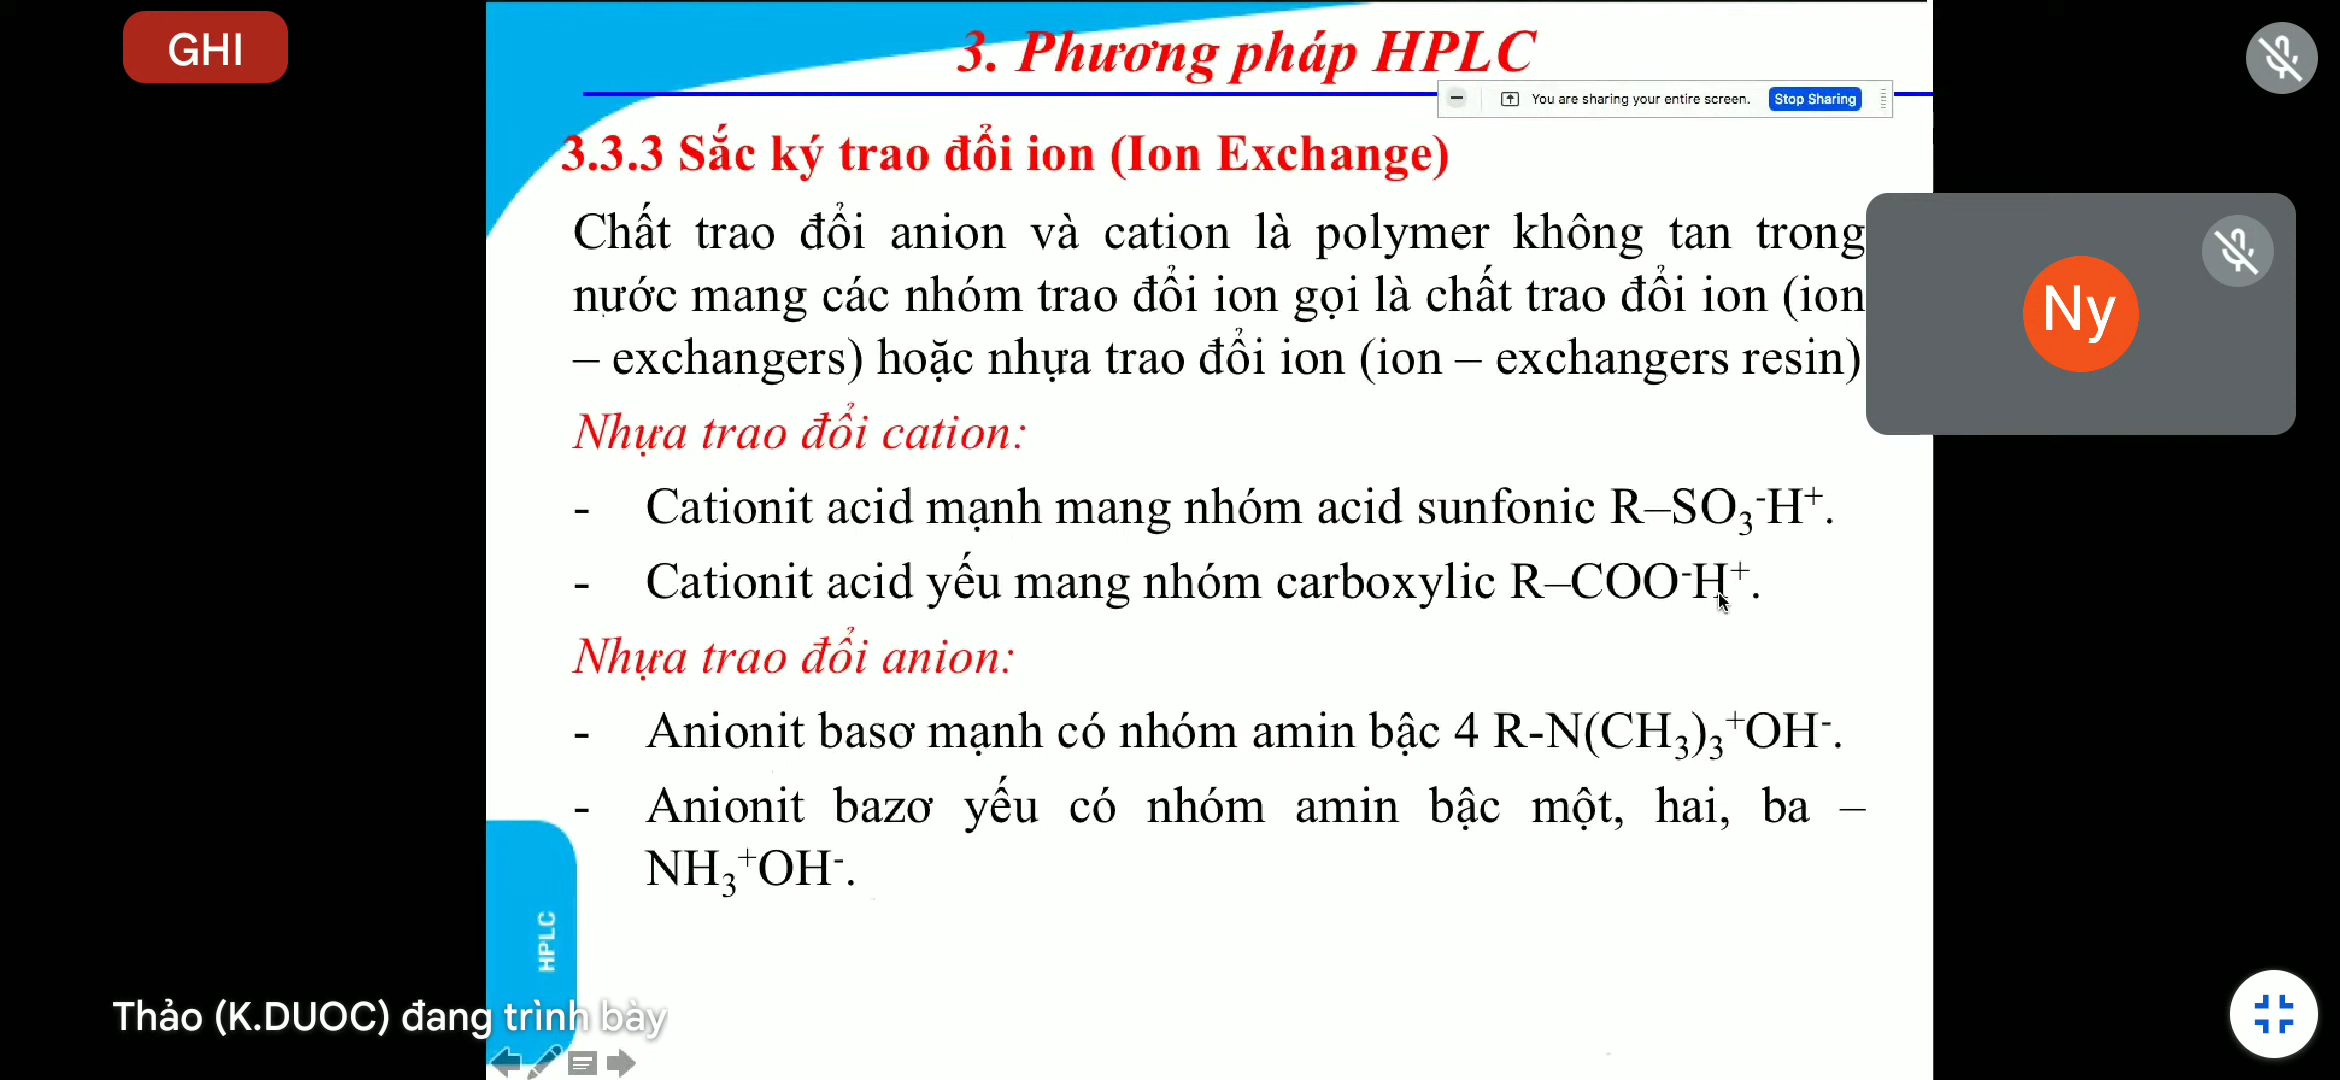 GHI
3. Phương pháp HPLC
You are sharing your entire screen. Stop Sharing
3.3.3 Sắc ký trao đổi ion (Ion Exchange)
Chất trao đổi anion và cation là polymer không tan trong
nước mang các nhóm trao đổi ion gọi là chất trao đổi ion (ion
– exchangers) hoặc nhựa trao đổi ion (ion – exchangers resin)
Ny
Nhựa trao đổi cation:
- Cationit acid mạnh mang nhóm acid sunfonic R–SO₃⁻H⁺.
- Cationit acid yếu mang nhóm carboxylic R–COO⁻H⁺.
Nhựa trao đổi anion:
- Anionit basơ mạnh có nhóm amin bậc 4 R-N(CH₃)₃⁺OH⁻.
- Anionit bazơ yếu có nhóm amin bậc một, hai, ba –
NH₃⁺OH⁻.
HPLC
Thảo (K.DUOC) đang trình bày